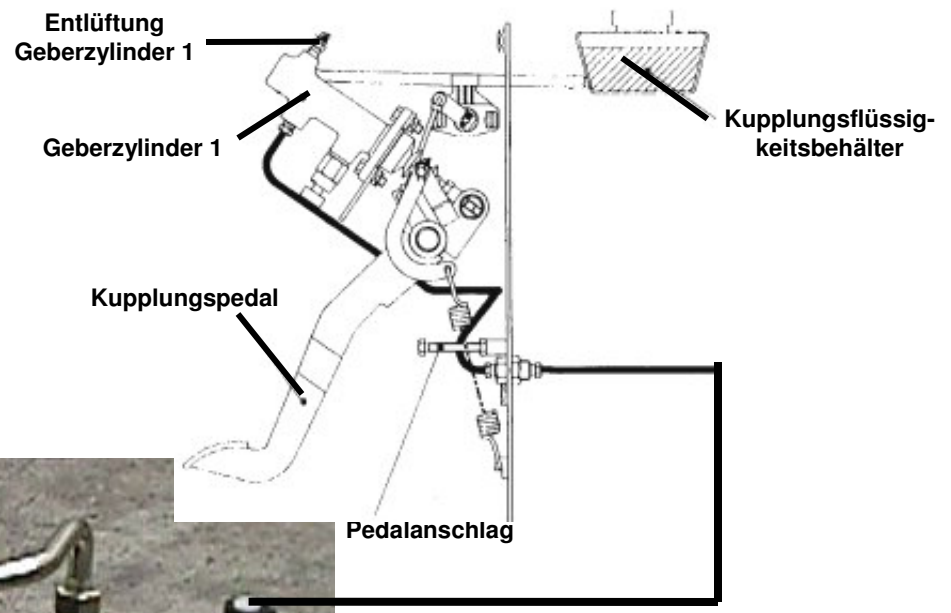 Entlüftung
Geberzylinder 1
Geberzylinder 1
Kupplungsflüssig-
keitsbehälter
Kupplungspedal
Pedalanschlag